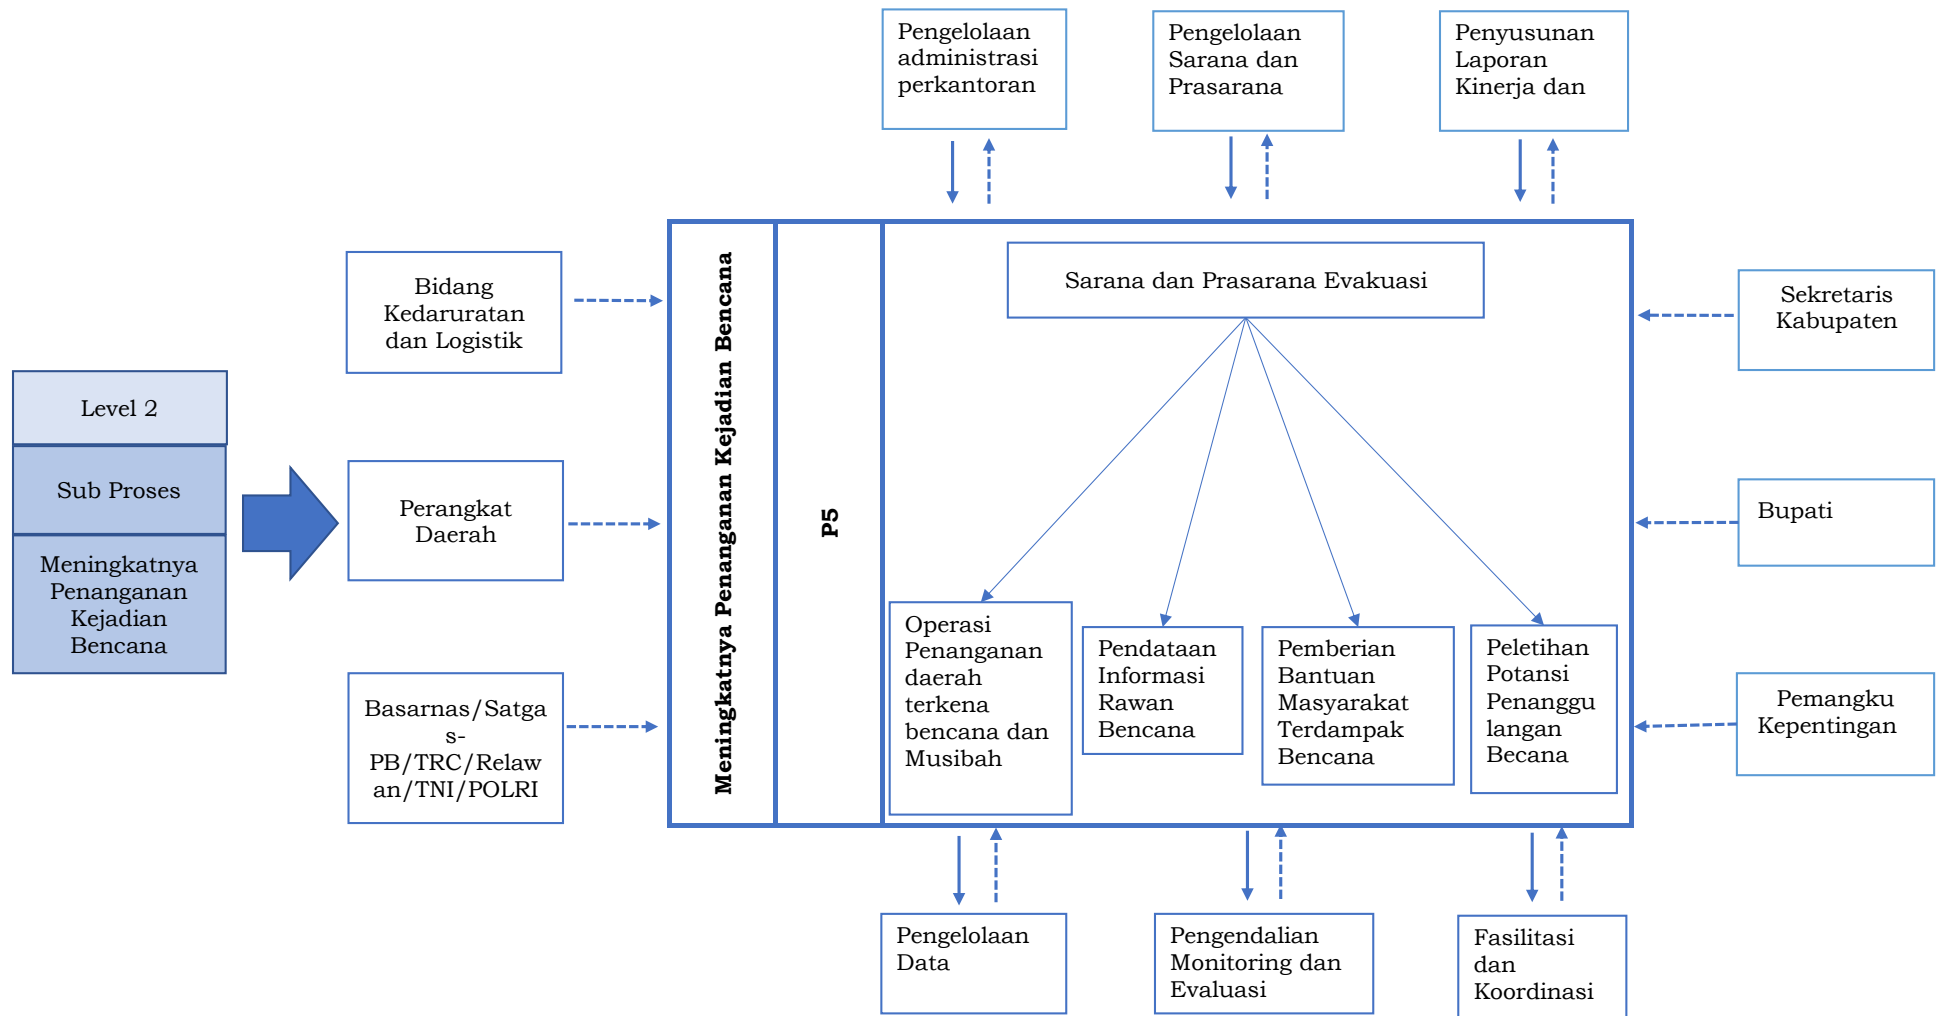 Pengelolaan
administrasi
perkantoran
Pengelolaan
Sarana dan
Prasarana
Penyusunan
Laporan
Kinerja dan
Level 2
Sub Proses
Meningkatnya
Penanganan
Kejadian
Bencana
Bidang
Kedaruratan
dan Logistik
Perangkat
Daerah
Basarnas/Satga
s-
PB/TRC/Relaw
an/TNI/POLRI
Meningkatnya Penanganan Kejadian Bencana
P5
Sarana dan Prasarana Evakuasi
Operasi
Penanganan
daerah
terkena
bencana dan
Musibah
Pendataan
Informasi
Rawan
Bencana
Pemberian
Bantuan
Masyarakat
Terdampak
Bencana
Peletihan
Potansi
Penanggu
langan
Becana
Sekretaris
Kabupaten
Bupati
Pemangku
Kepentingan
Pengelolaan
Data
Pengendalian
Monitoring dan
Evaluasi
Fasilitasi
dan
Koordinasi